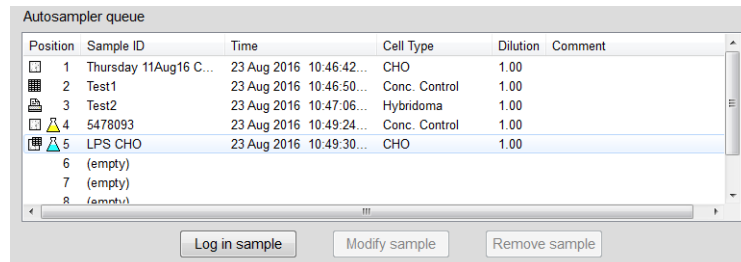 Autosampler queue
Position Sample ID Time Cell Type Dilution Comment
1 Thursday 11Aug16 C... 23 Aug 2016 10:46:42... CHO 1.00
2 Test1 23 Aug 2016 10:46:50... Conc. Control 1.00
3 Test2 23 Aug 2016 10:47:06... Hybridoma 1.00
4 5478093 23 Aug 2016 10:49:24... Conc. Control 1.00
5 LPS CHO 23 Aug 2016 10:49:30... CHO 1.00
6 (empty)
7 (empty)
8 (empty)
Log in sample Modify sample Remove sample